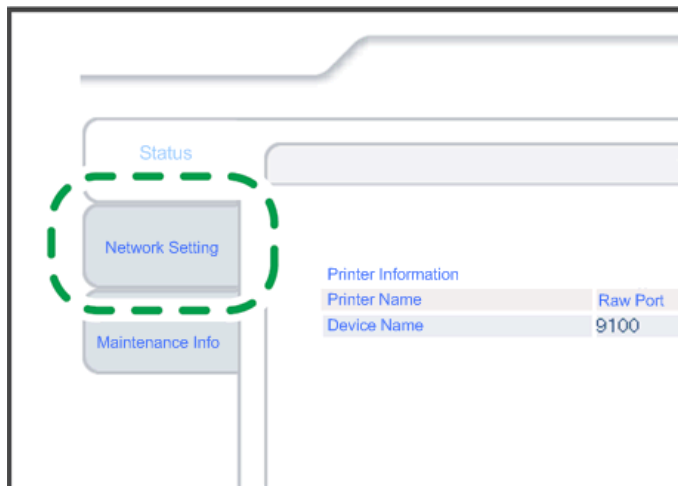 Status
Network Setting
Maintenance Info
Printer Information
Printer Name Raw Port
Device Name 9100